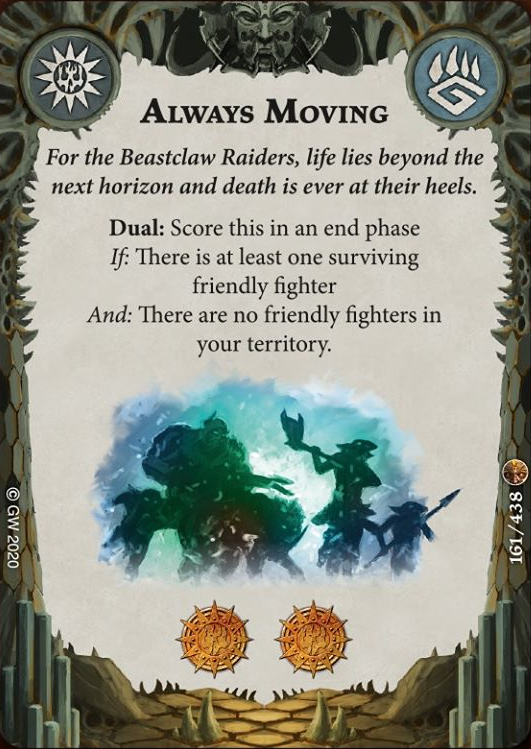 Always Moving
For the Beastclaw Raiders, life lies beyond the
next horizon and death is ever at their heels.
Dual: Score this in an end phase
If: There is at least one surviving
friendly fighter
And: There are no friendly fighters in
your territory.
© GW 2020
161/438